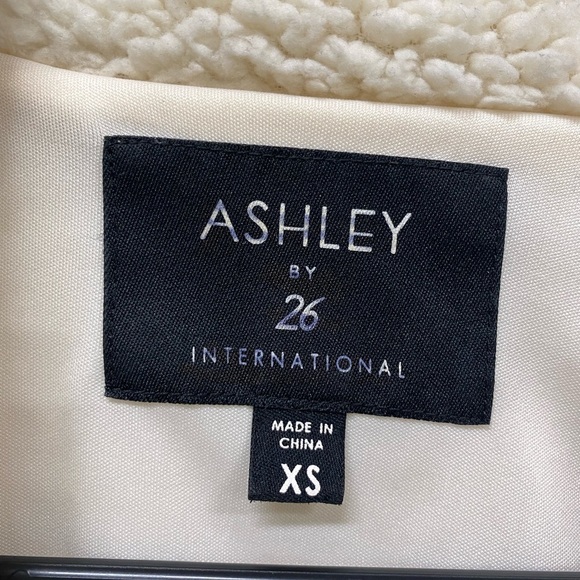 ASHLEY
BY
26
INTERNATIONAL
MADE IN
CHINA
XS